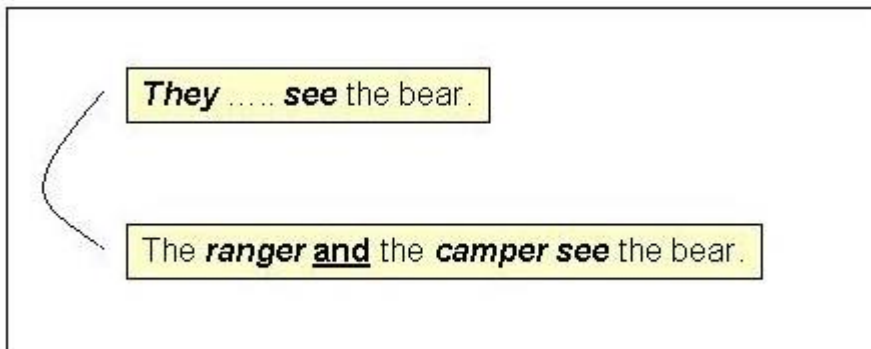 They ..... see the bear.
The ranger and the camper see the bear.